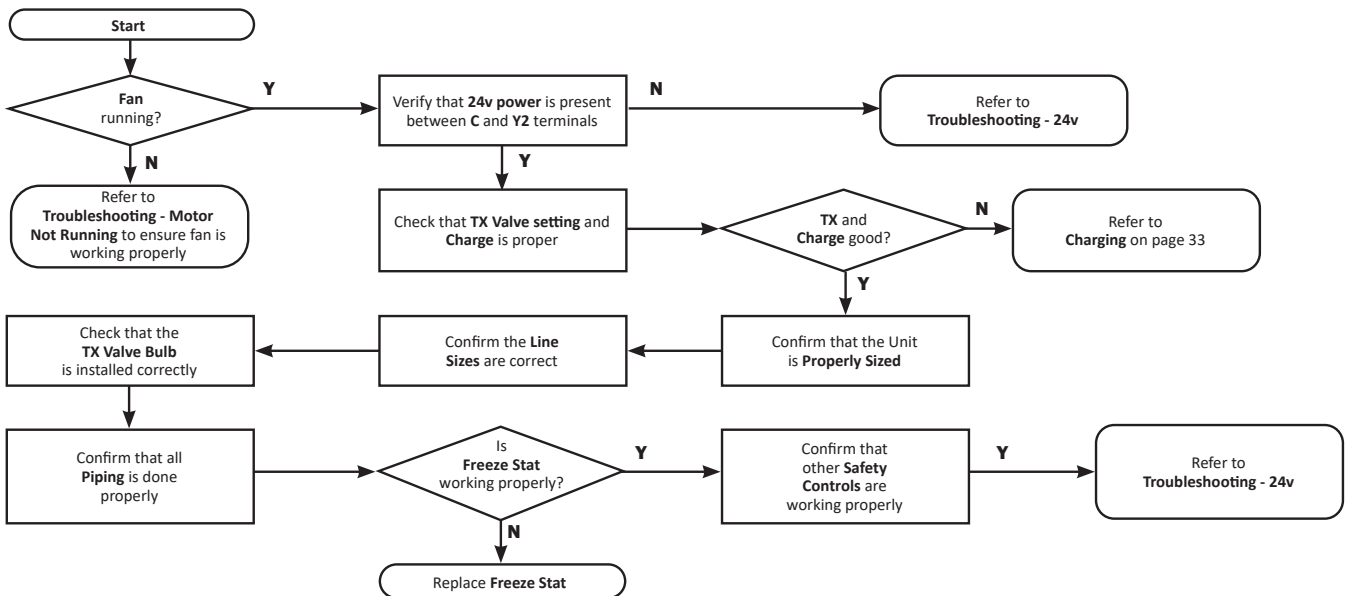 Start
Fan
running?
Y
Verify that 24v power is present
between C and Y2 terminals
N
Refer to
Troubleshooting - 24v
N
Refer to
Troubleshooting - Motor
Not Running to ensure fan is
working properly
Y
Check that TX Valve setting and
Charge is proper
TX and
Charge good?
N
Refer to
Charging on page 33
Y
Confirm that the Unit
is Properly Sized
Confirm the Line
Sizes are correct
Check that the
TX Valve Bulb
is installed correctly
Confirm that all
Piping is done
properly
Is
Freeze Stat
working properly?
Y
Confirm that
other Safety
Controls are
working properly
Y
Refer to
Troubleshooting - 24v
N
Replace Freeze Stat